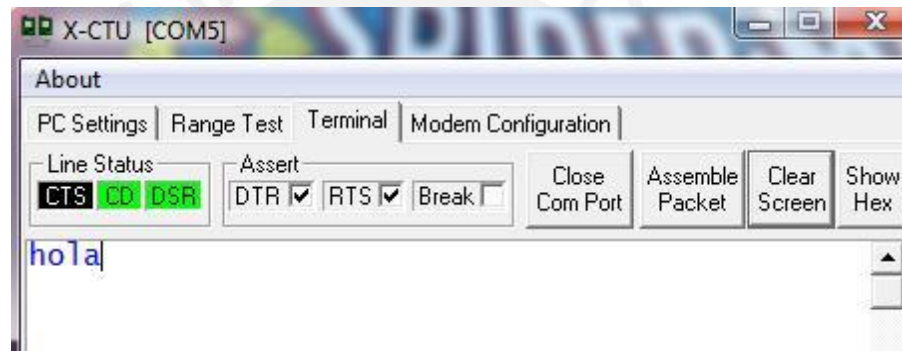 X-CTU [COM5]
About
PC Settings Range Test Terminal Modem Configuration
Line Status Assert
CTS CD DSR DTR RTS Break
Close Com Port
Assemble Packet
Clear Screen
Show Hex
hola